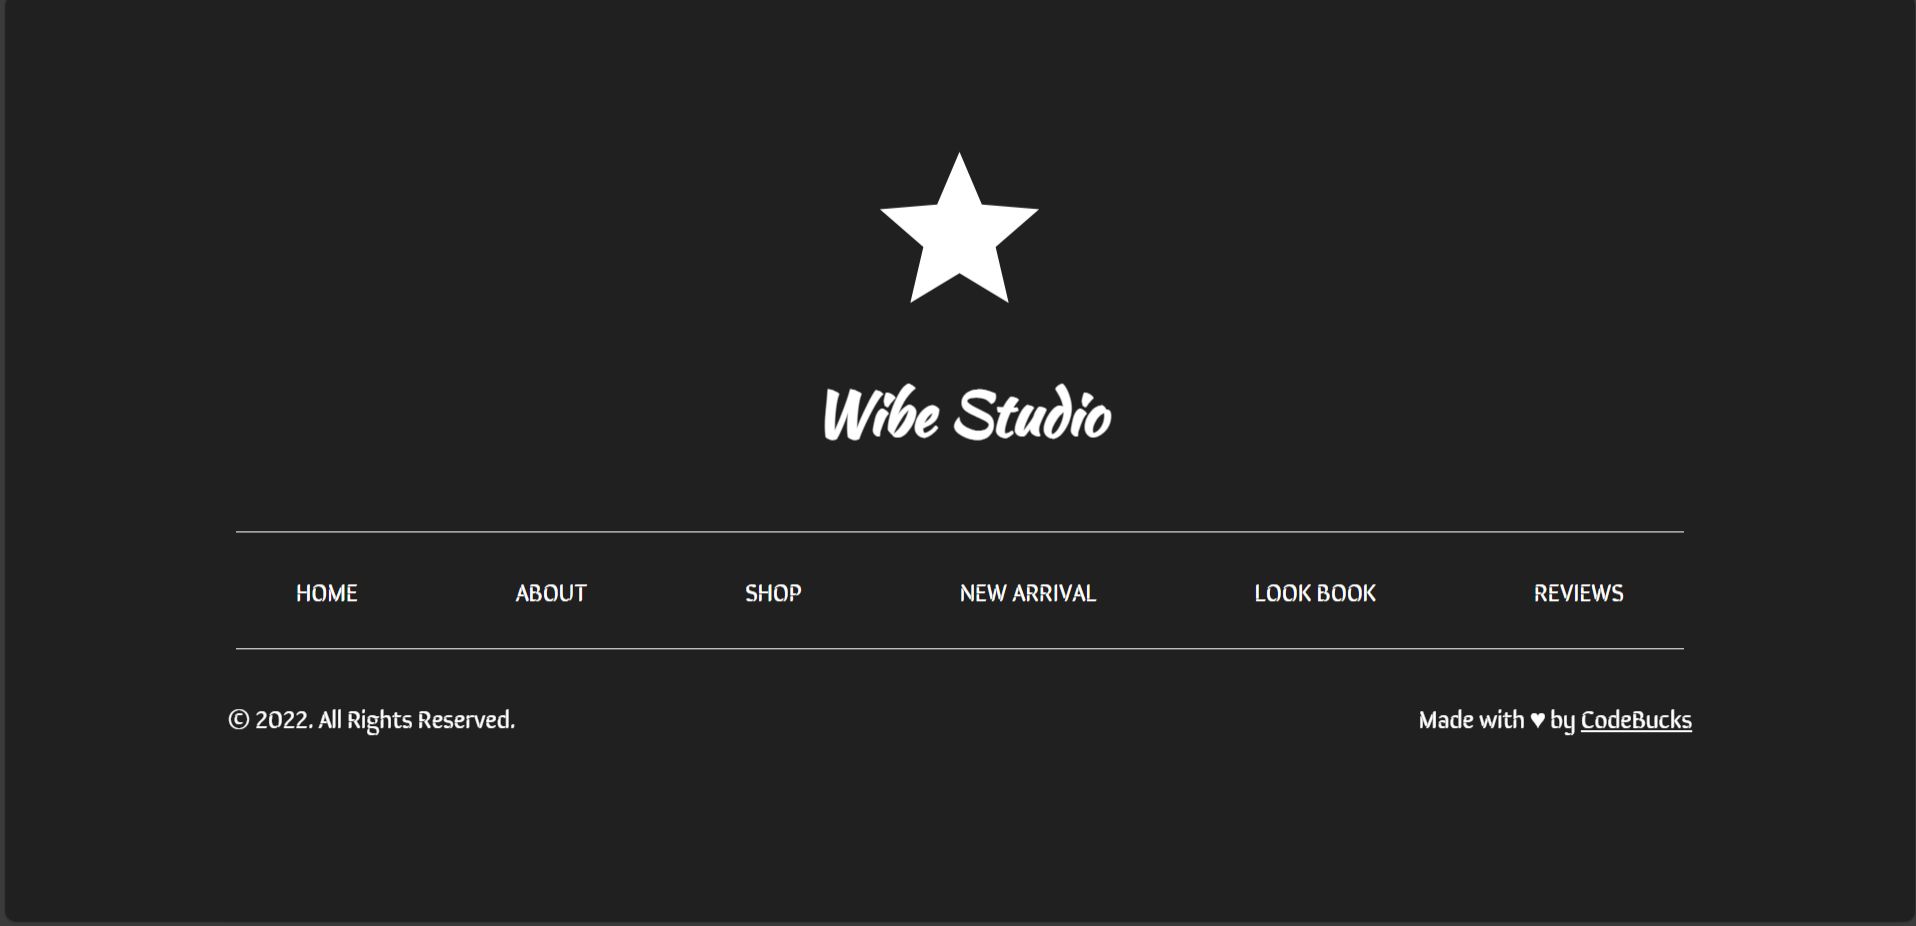 Wibe Studio
HOME ABOUT SHOP NEW ARRIVAL LOOK BOOK REVIEWS
© 2022. All Rights Reserved. Made with ♥ by CodeBucks